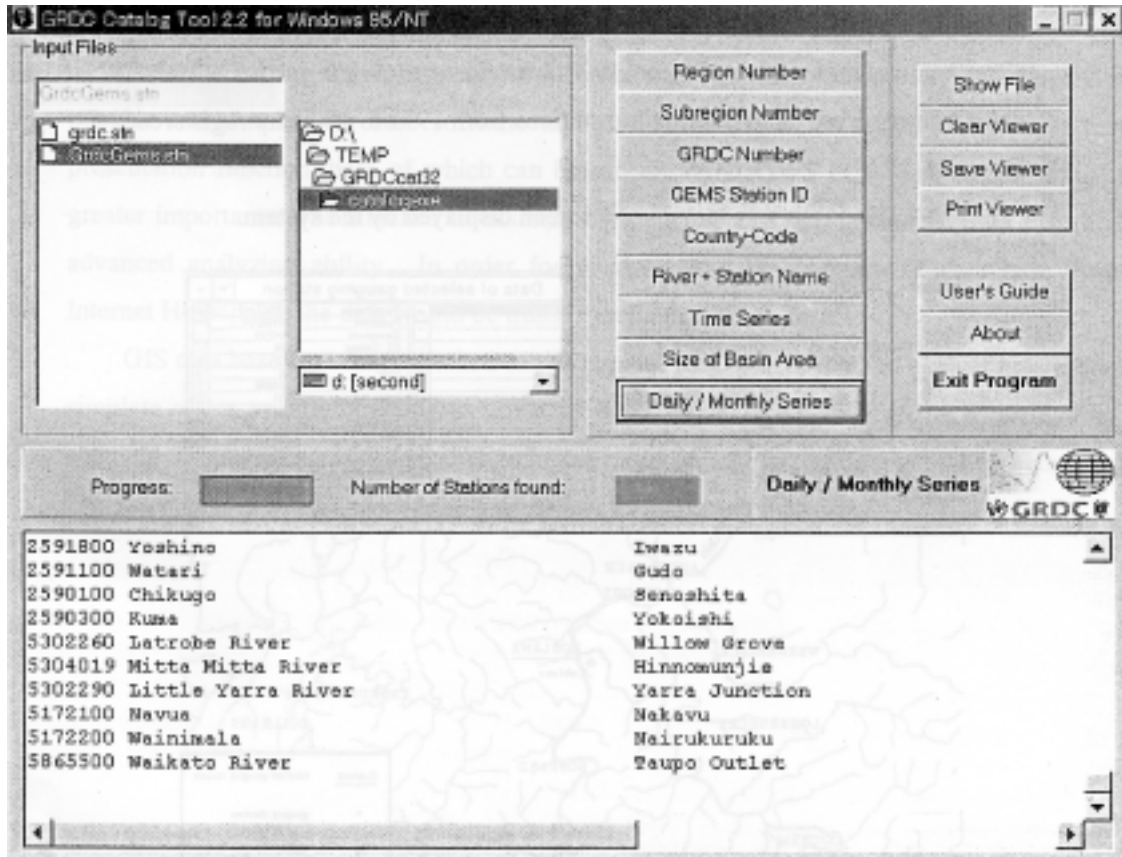 GRDC Catalog Tool 2.2 for Windows 95/NT
Input Files
GrdcGems.stn
grdc.stn
GrdcGems.stn
D:\
TEMP
GRDCcat32
d: [second]
Region Number
Subregion Number
GRDC Number
GEMS Station ID
Country-Code
River + Station Name
Time Series
Size of Basin Area
Daily / Monthly Series
Show File
Clear Viewer
Save Viewer
Print Viewer
User's Guide
About
Exit Program
Progress:
Number of Stations found:
Daily / Monthly Series
GRDC
2591800 Yoshino Iwazu
2591100 Watari Gudo
2590100 Chikugo Senoshita
2590300 Kuma Yokoishi
5302260 Latrobe River Willow Grove
5304019 Mitta Mitta River Hinnomunjie
5302290 Little Yarra River Yarra Junction
5172100 Navua Nakavu
5172200 Wainimala Nairukuruku
5865500 Waikato River Taupo Outlet